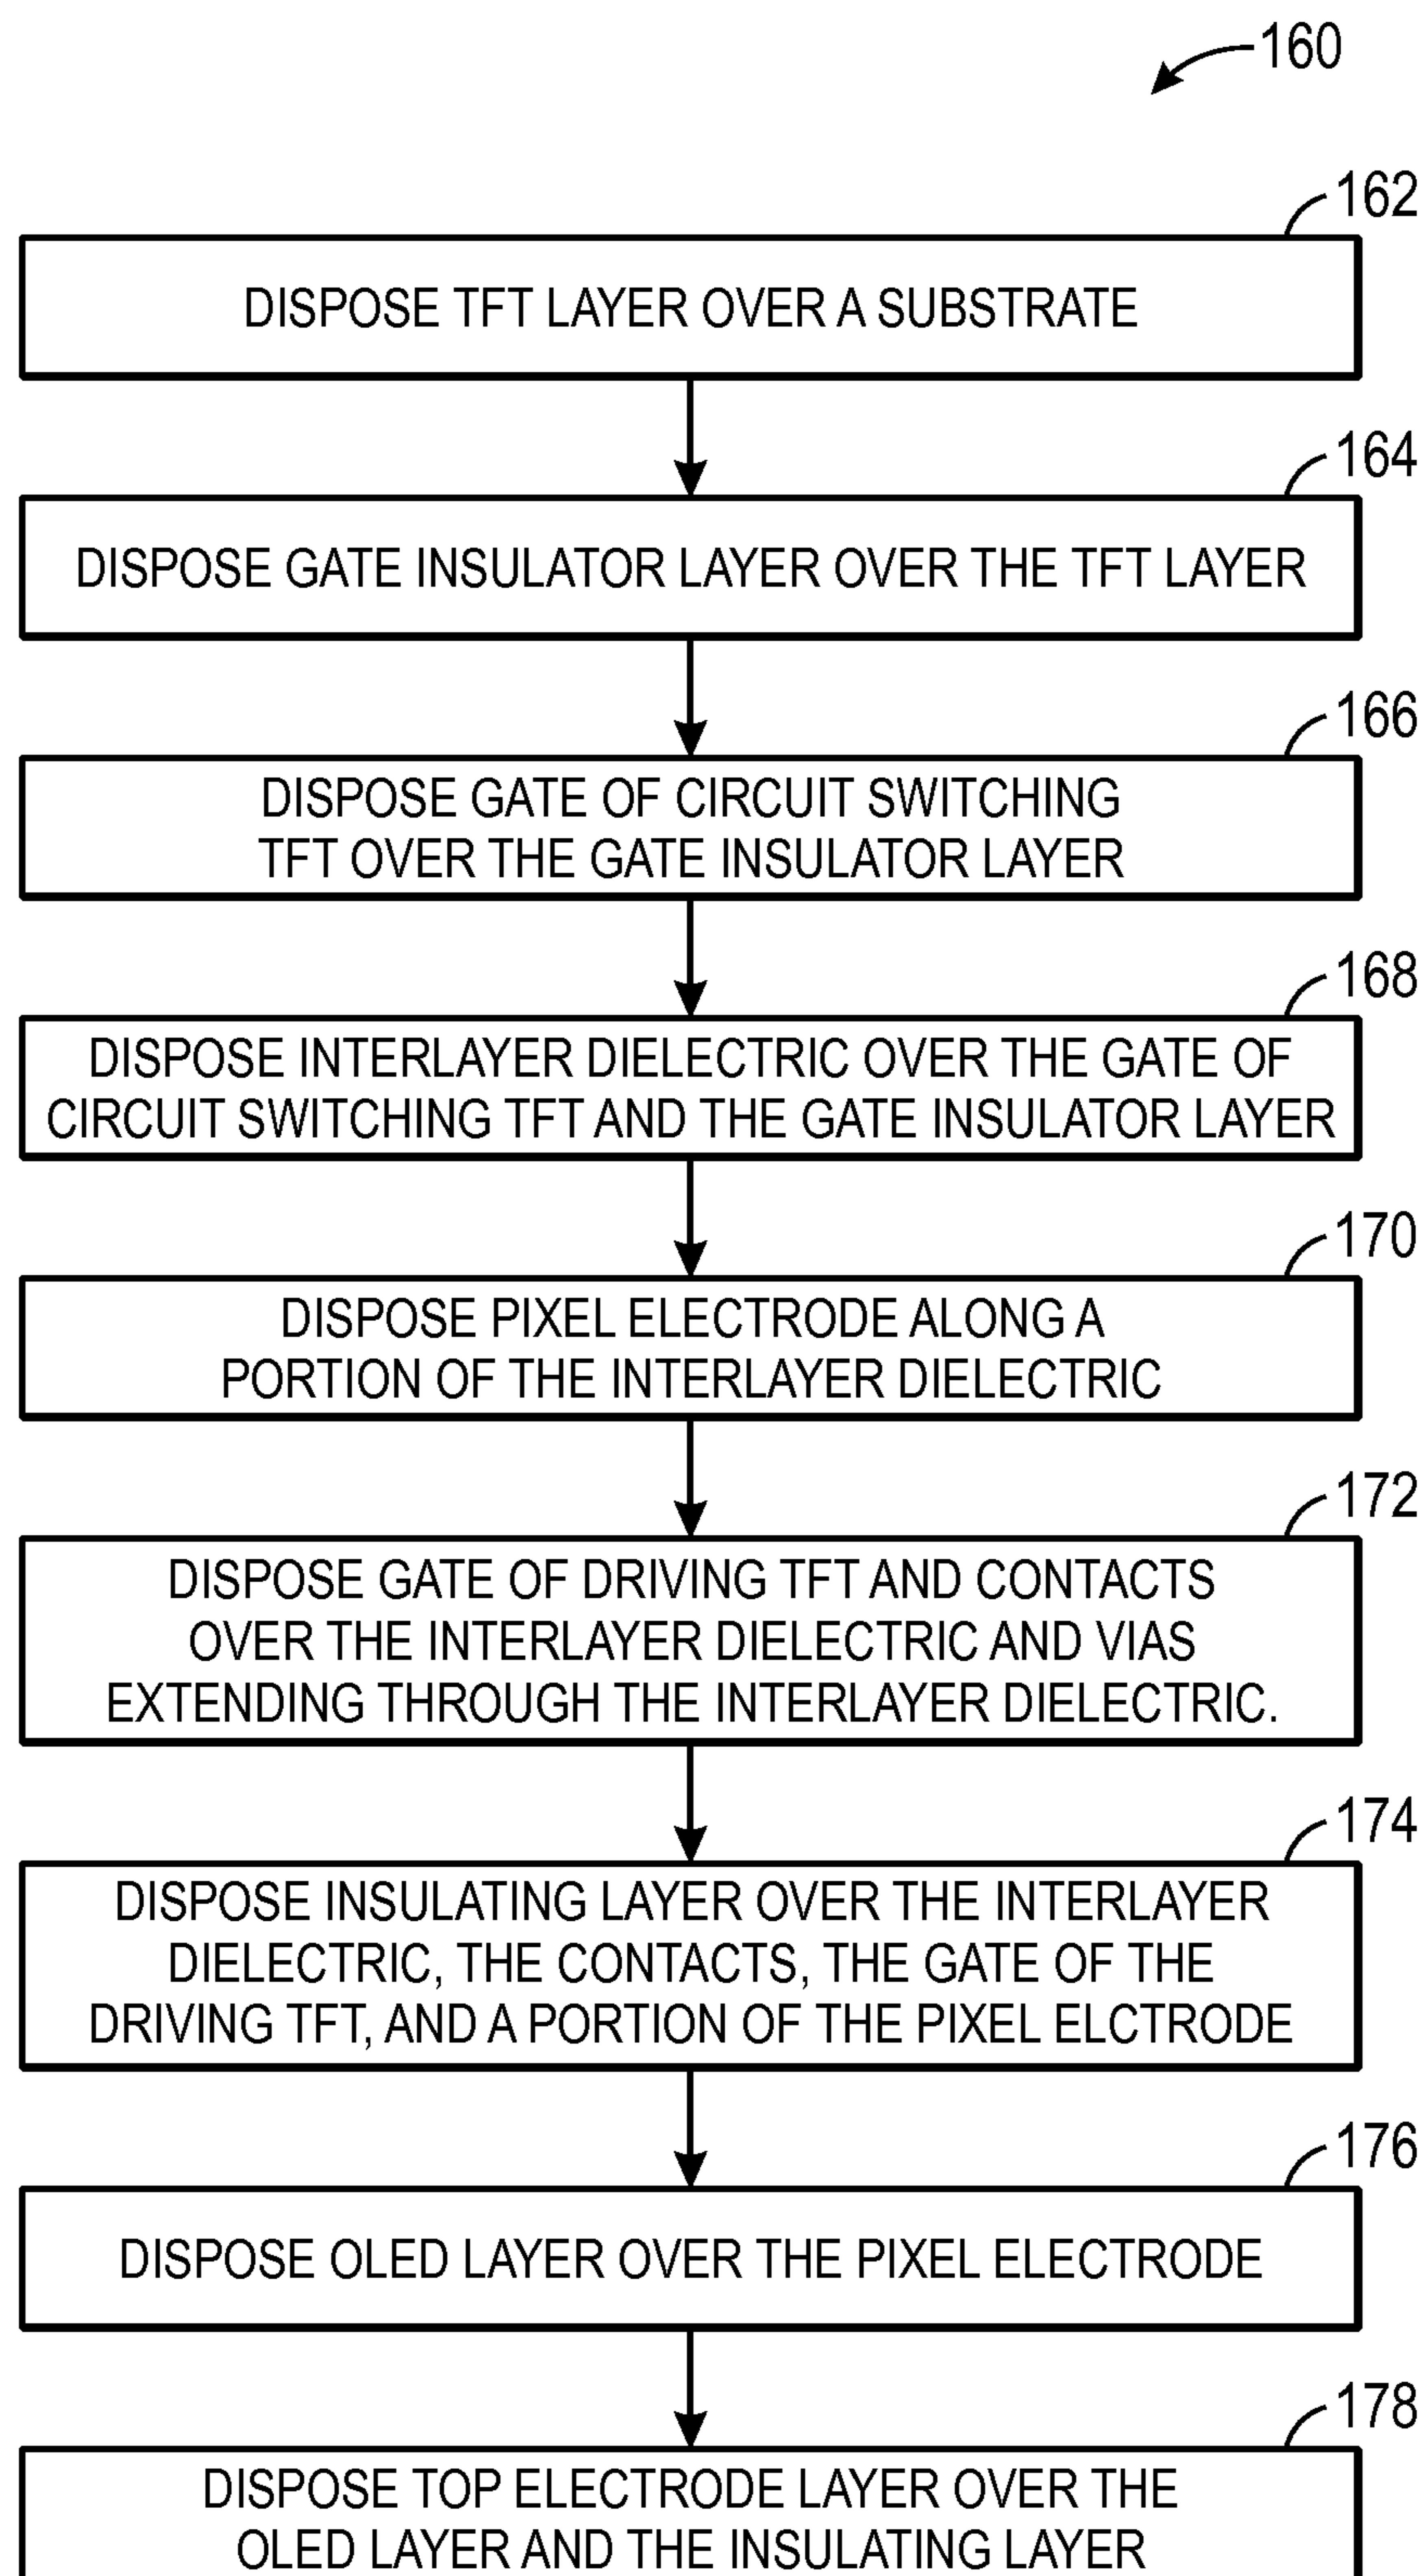 160
162
DISPOSE TFT LAYER OVER A SUBSTRATE
164
DISPOSE GATE INSULATOR LAYER OVER THE TFT LAYER
166
DISPOSE GATE OF CIRCUIT SWITCHING
TFT OVER THE GATE INSULATOR LAYER
168
DISPOSE INTERLAYER DIELECTRIC OVER THE GATE OF
CIRCUIT SWITCHING TFT AND THE GATE INSULATOR LAYER
170
DISPOSE PIXEL ELECTRODE ALONG A
PORTION OF THE INTERLAYER DIELECTRIC
172
DISPOSE GATE OF DRIVING TFT AND CONTACTS
OVER THE INTERLAYER DIELECTRIC AND VIAS
EXTENDING THROUGH THE INTERLAYER DIELECTRIC.
174
DISPOSE INSULATING LAYER OVER THE INTERLAYER
DIELECTRIC, THE CONTACTS, THE GATE OF THE
DRIVING TFT, AND A PORTION OF THE PIXEL ELCTRODE
176
DISPOSE OLED LAYER OVER THE PIXEL ELECTRODE
178
DISPOSE TOP ELECTRODE LAYER OVER THE
OLED LAYER AND THE INSULATING LAYER